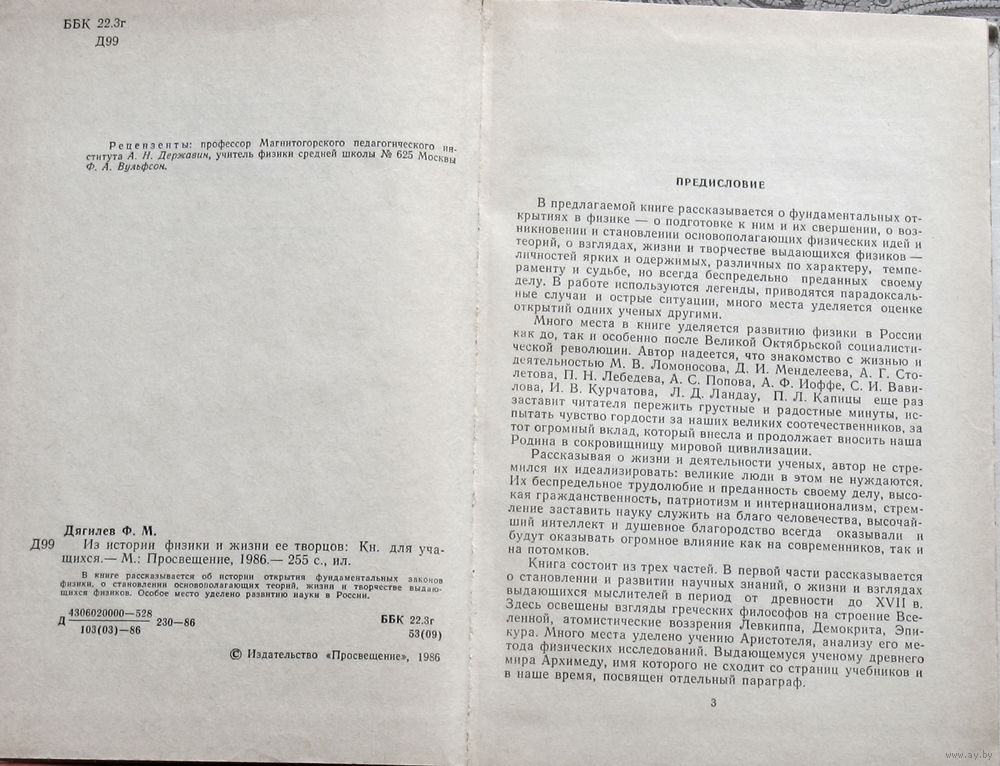 ББК 22.3г
Д99
Рецензенты: профессор Магнитогорского педагогического ин-
ститута А. Н. Державин, учитель физики средней школы № 625 Москвы
Ф. А. Вульфсон.
Дягилев Ф. М.
Д99 Из истории физики и жизни ее творцов: Кн. для уча-
щихся.— М.: Просвещение, 1986.— 255 с., ил.
В книге рассказывается об истории открытия фундаментальных законов
физики, о становлении основополагающих теорий, жизни и творчестве выдаю-
щихся физиков. Особое место уделено развитию науки в России.
Д 4306020000—528 230—86
103(03)—86
ББК 22.3г
53(09)
© Издательство «Просвещение», 1986
ПРЕДИСЛОВИЕ
В предлагаемой книге рассказывается о фундаментальных от-
крытиях в физике — о подготовке к ним и их свершении, о воз-
никновении и становлении основополагающих физических идей и
теорий, о взглядах, жизни и творчестве выдающихся физиков —
личностей ярких и одержимых, различных по характеру, темпе-
раменту и судьбе, но всегда беспредельно преданных своему
делу. В работе используются легенды, приводятся парадоксаль-
ные случаи и острые ситуации, много места уделяется оценке
открытий одних ученых другими.
Много места в книге уделяется развитию физики в России
как до, так и особенно после Великой Октябрьской социалисти-
ческой революции. Автор надеется, что знакомство с жизнью и
деятельностью М. В. Ломоносова, Д. И. Менделеева, А. Г. Сто-
летова, П. Н. Лебедева, А. С. Попова, А. Ф. Иоффе, С. И. Вави-
лова, И. В. Курчатова, Л. Д. Ландау, П. Л. Капицы еще раз
заставит читателя пережить грустные и радостные минуты, ис-
пытать чувство гордости за наших великих соотечественников, за
тот огромный вклад, который внесла и продолжает вносить наша
Родина в сокровищницу мировой цивилизации.
Рассказывая о жизни и деятельности ученых, автор не стре-
мился их идеализировать: великие люди в этом не нуждаются.
Их беспредельное трудолюбие и преданность своему делу, высо-
кая гражданственность, патриотизм и интернационализм, стрем-
ление заставить науку служить на благо человечества, высочай-
ший интеллект и душевное благородство всегда оказывали и
будут оказывать огромное влияние как на современников, так и
на потомков.
Книга состоит из трех частей. В первой части рассказывается
о становлении и развитии научных знаний, о жизни и взглядах
выдающихся мыслителей в период от древности до XVII в.
Здесь освещены взгляды греческих философов на строение Все-
ленной, атомистические воззрения Левкиппа, Демокрита, Эпи-
кура. Много места уделено учению Аристотеля, анализу его ме-
тода физических исследований. Выдающемуся ученому древнего
мира Архимеду, имя которого не сходит со страниц учебников и
в наше время, посвящен отдельный параграф.
3
www.ay.by